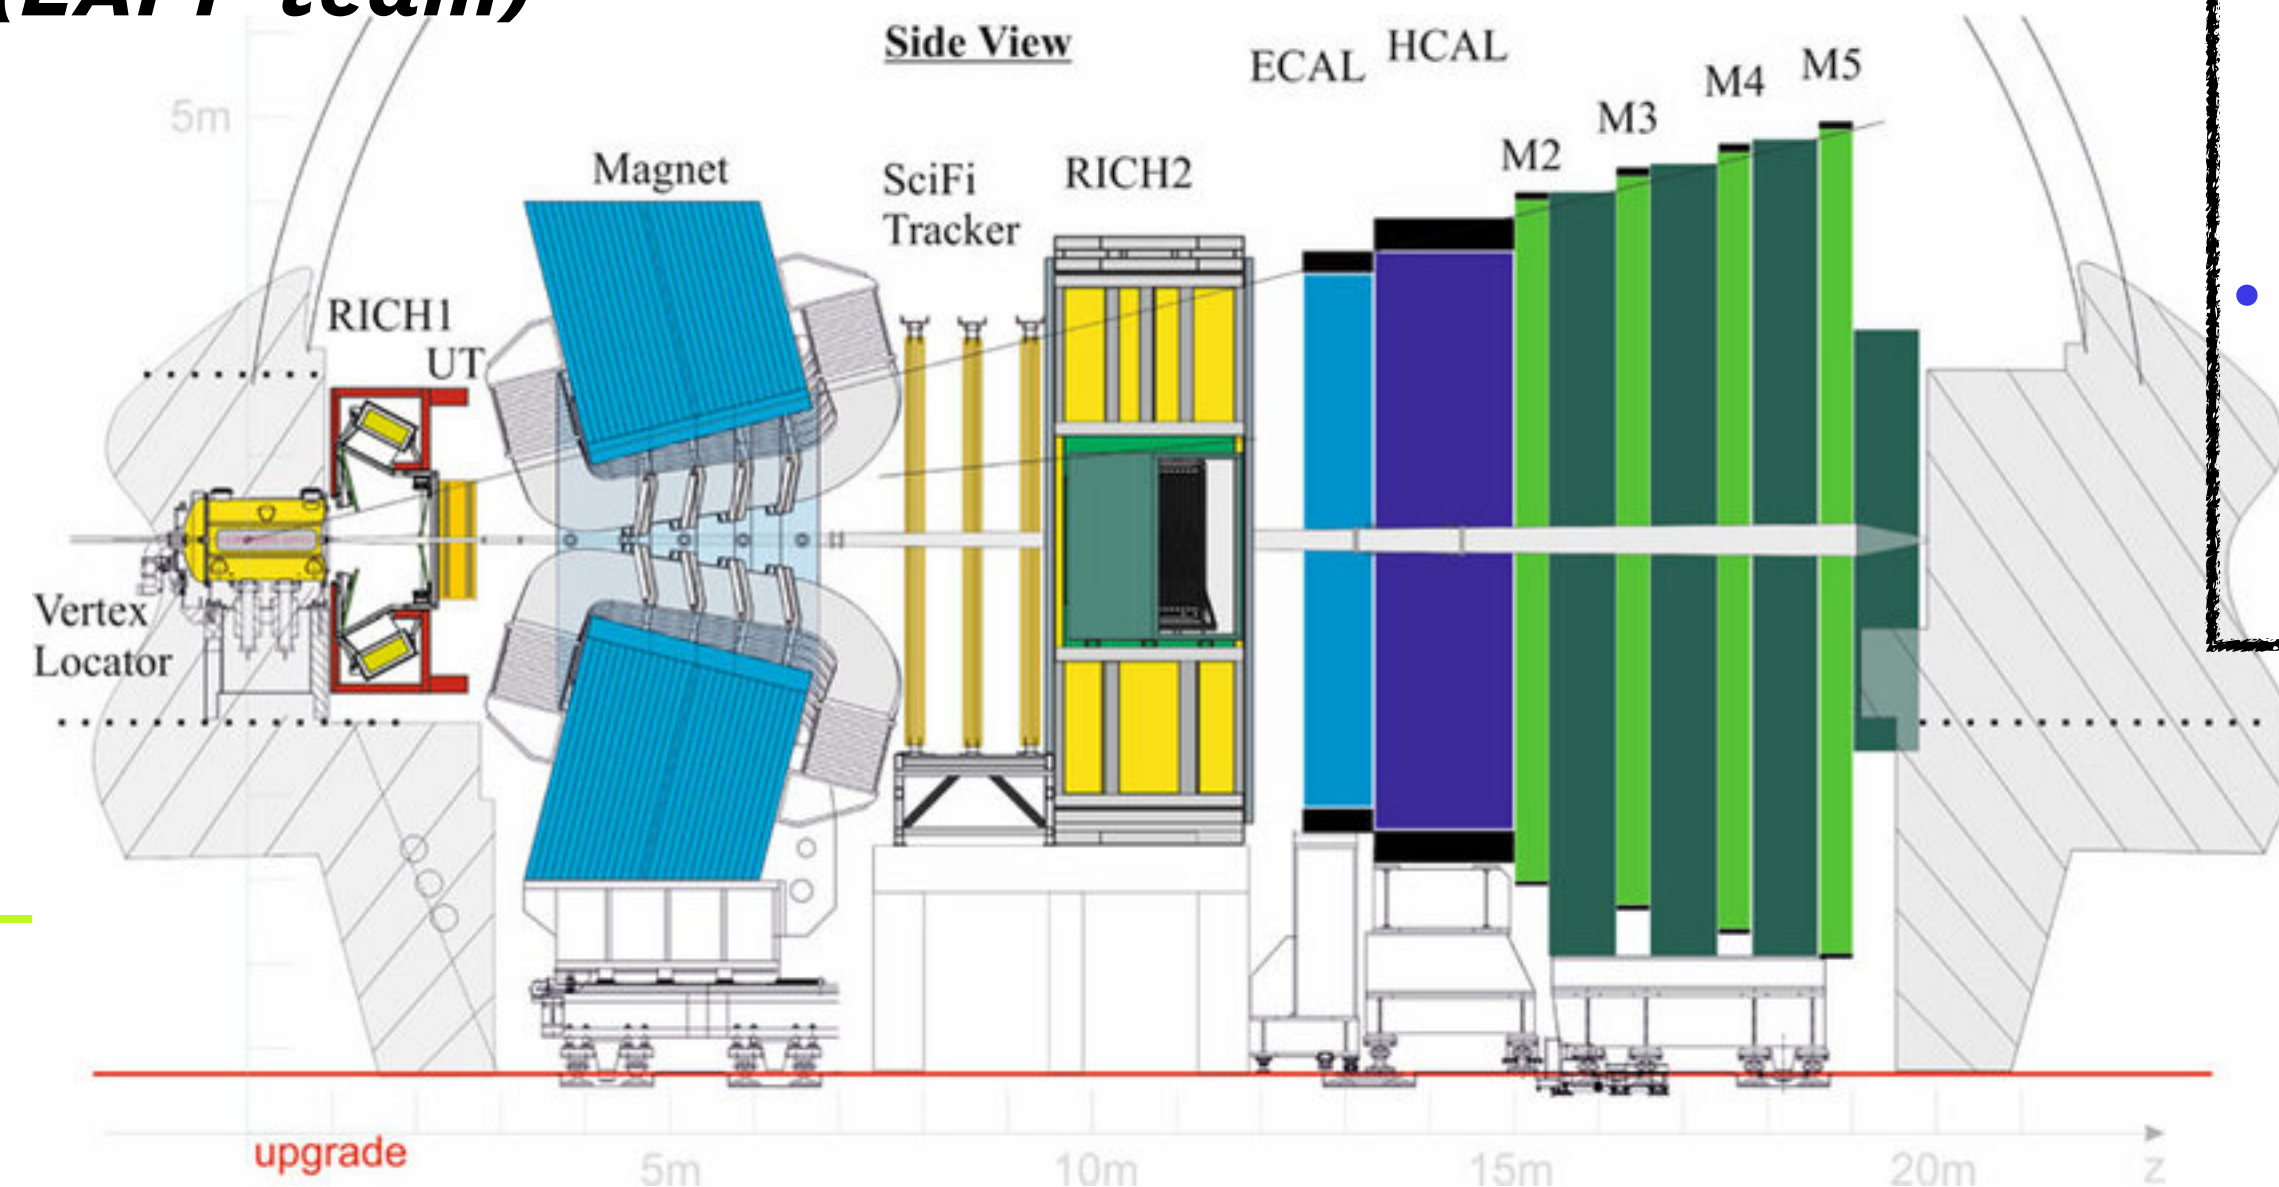 team)
Side View
ECAL
HCAL
M4
M5
5m
M3
M2
Magnet
SciFi
Tracker
RICH2
RICH1
UT
Vertex
Locator
upgrade
5m
10m
15m
20m
z